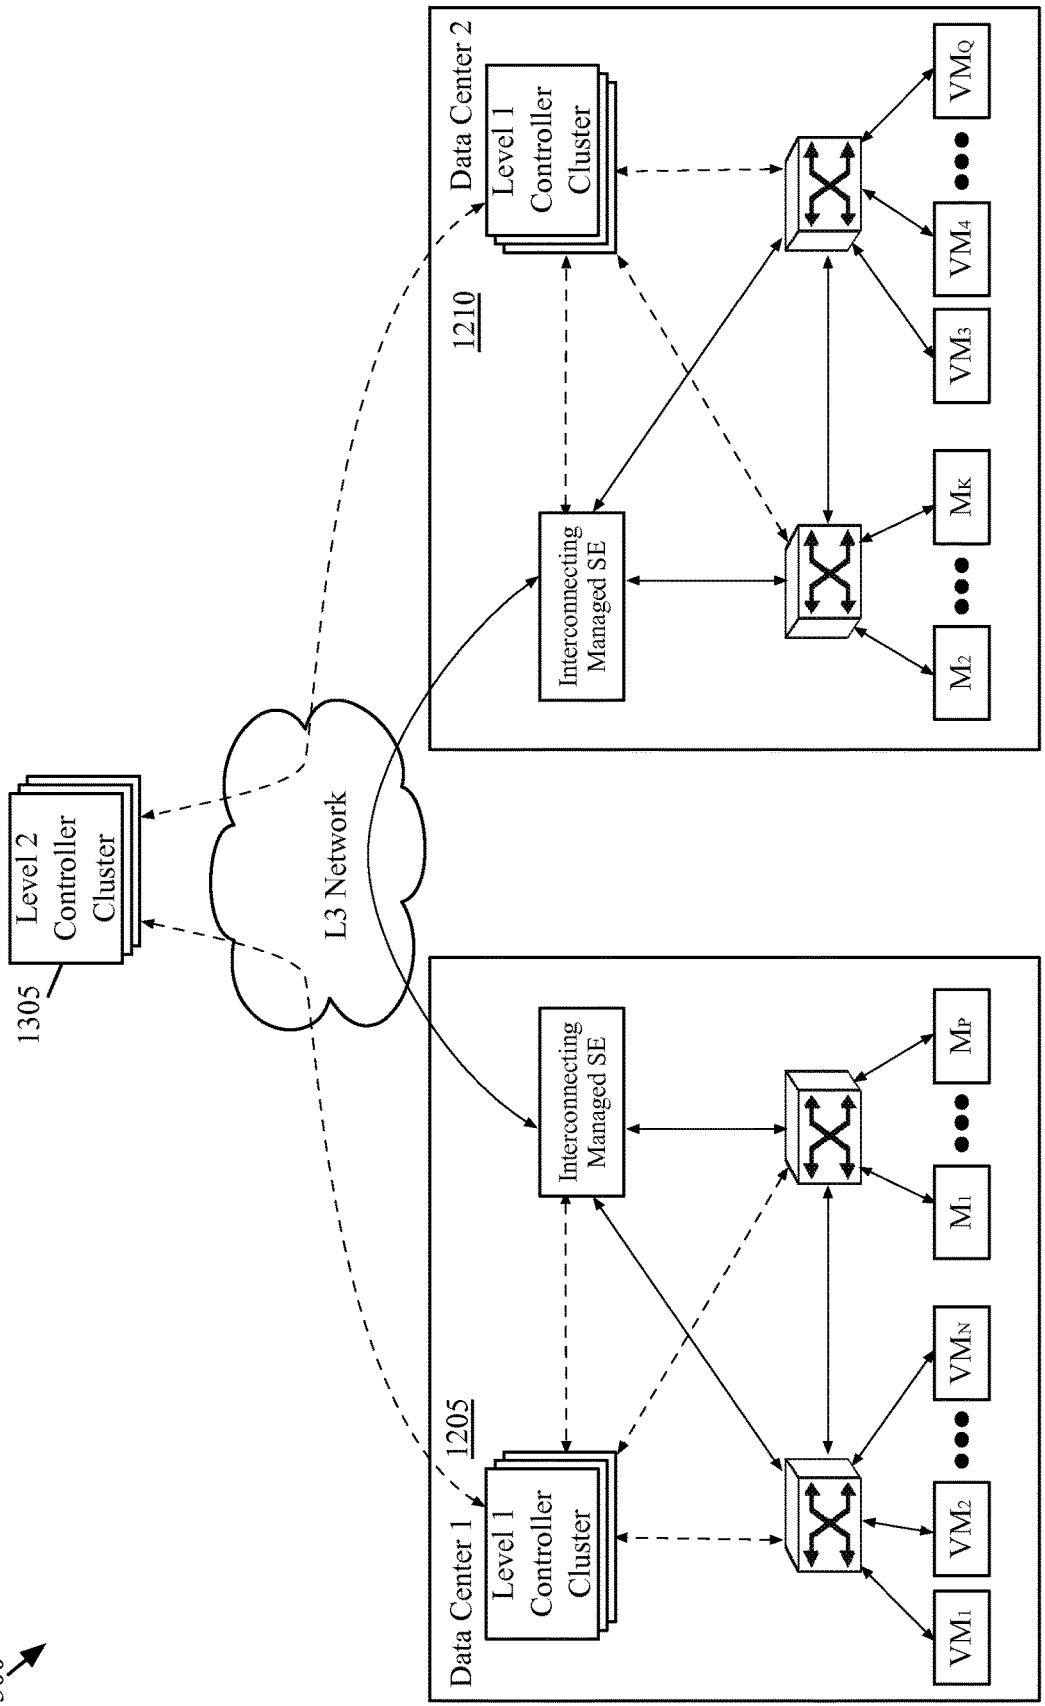 Level 2
Controller
Cluster
1305
L3 Network
Data Center 1
1205
Level 1
Controller
Cluster
Interconnecting
Managed SE
VM1
VM2
VMN
M1
MP
Data Center 2
1210
Level 1
Controller
Cluster
Interconnecting
Managed SE
M2
MK
VM3
VM4
VMQ